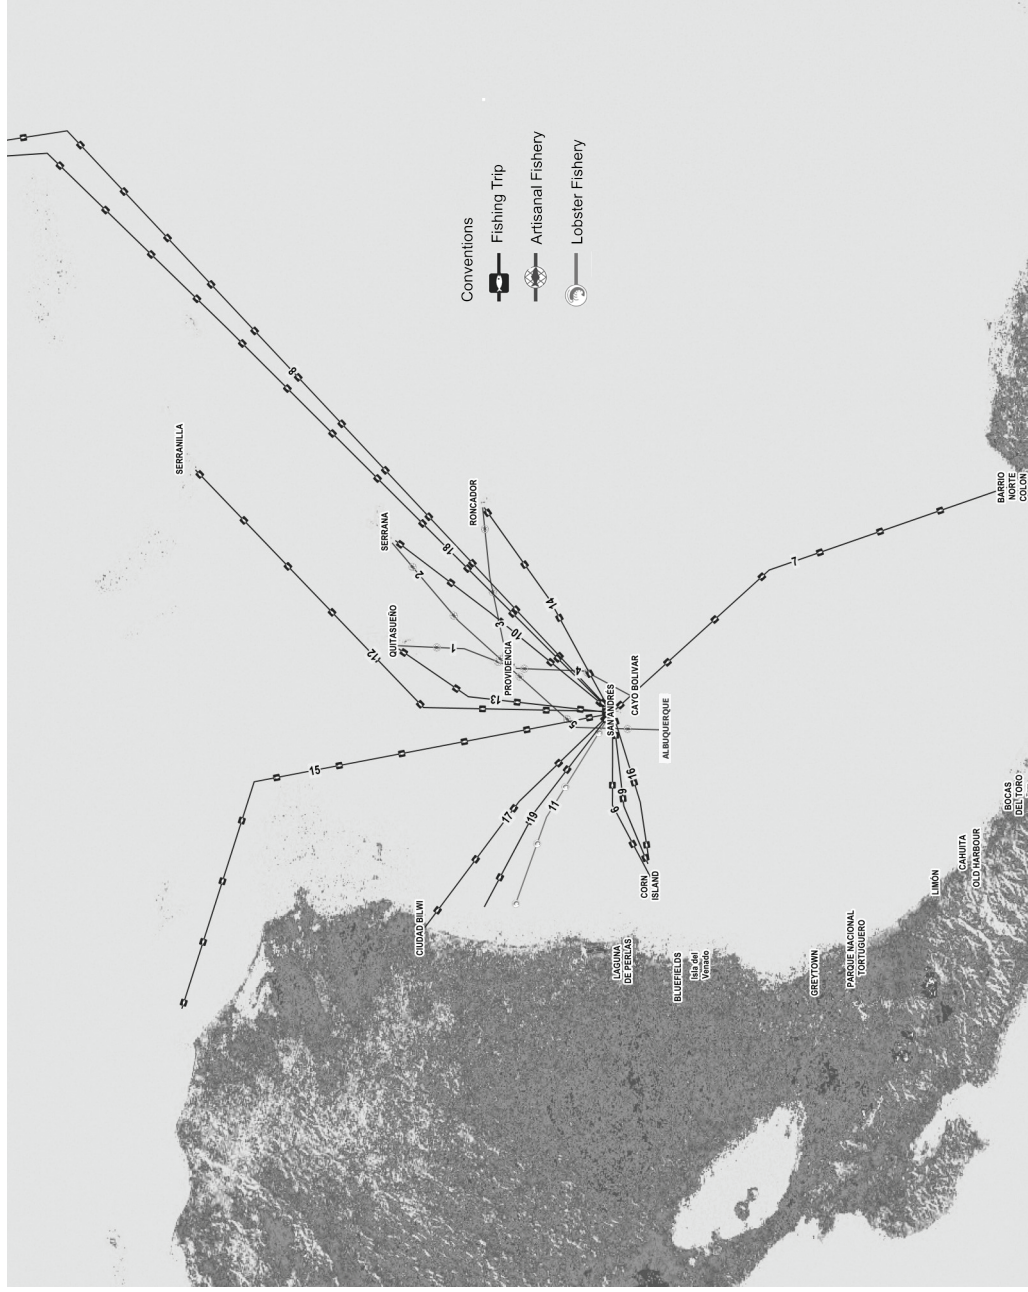 Conventions
Fishing Trip
Artisanal Fishery
Lobster Fishery
SERRANILLA
SERRANA
RONCADOR
QUITASUEÑO
PROVIDENCIA
SAN ANDRÉS
CAYO BOLIVAR
ALBUQUERQUE
CORN
ISLAND
CIUDAD BILWI
LAGUNA
DE PERLAS
BLUEFIELDS
Isla del
Venado
GREYTOWN
PARQUE NACIONAL
TORTUGUERO
LIMÓN
CAHUITA
OLD HARBOUR
BOCAS
DEL TORO
BARRIO
NORTE
COLON
8
18
2
1
12
10
3
14
13
4
5
7
15
17
19
11
6
9
16